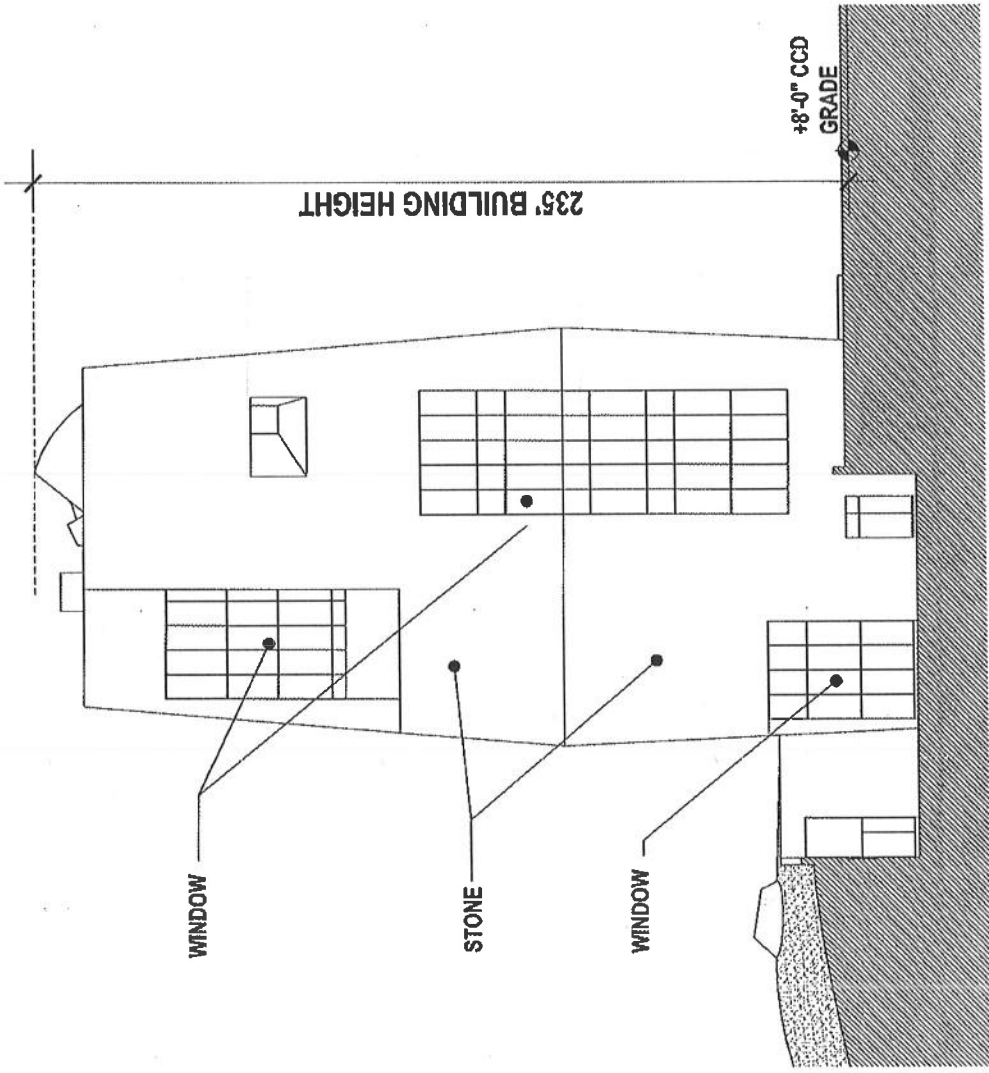 235' BUILDING HEIGHT
+8'-0" CCD
GRADE
WINDOW
STONE
WINDOW